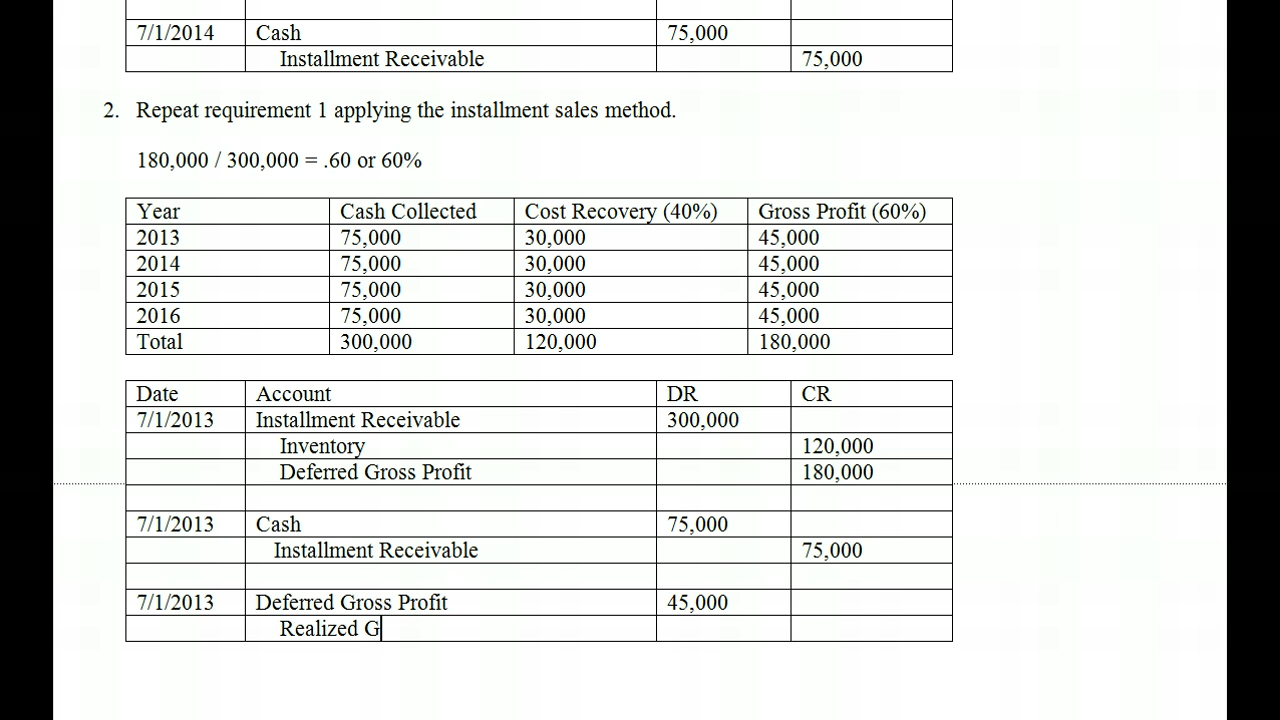 7/1/2014 Cash 75,000
Installment Receivable 75,000
2. Repeat requirement 1 applying the installment sales method.
180,000 / 300,000 = .60 or 60%
Year Cash Collected Cost Recovery (40%) Gross Profit (60%)
2013 75,000 30,000 45,000
2014 75,000 30,000 45,000
2015 75,000 30,000 45,000
2016 75,000 30,000 45,000
Total 300,000 120,000 180,000
Date Account DR CR
7/1/2013 Installment Receivable 300,000
Inventory 120,000
Deferred Gross Profit 180,000
7/1/2013 Cash 75,000
Installment Receivable 75,000
7/1/2013 Deferred Gross Profit 45,000
Realized G